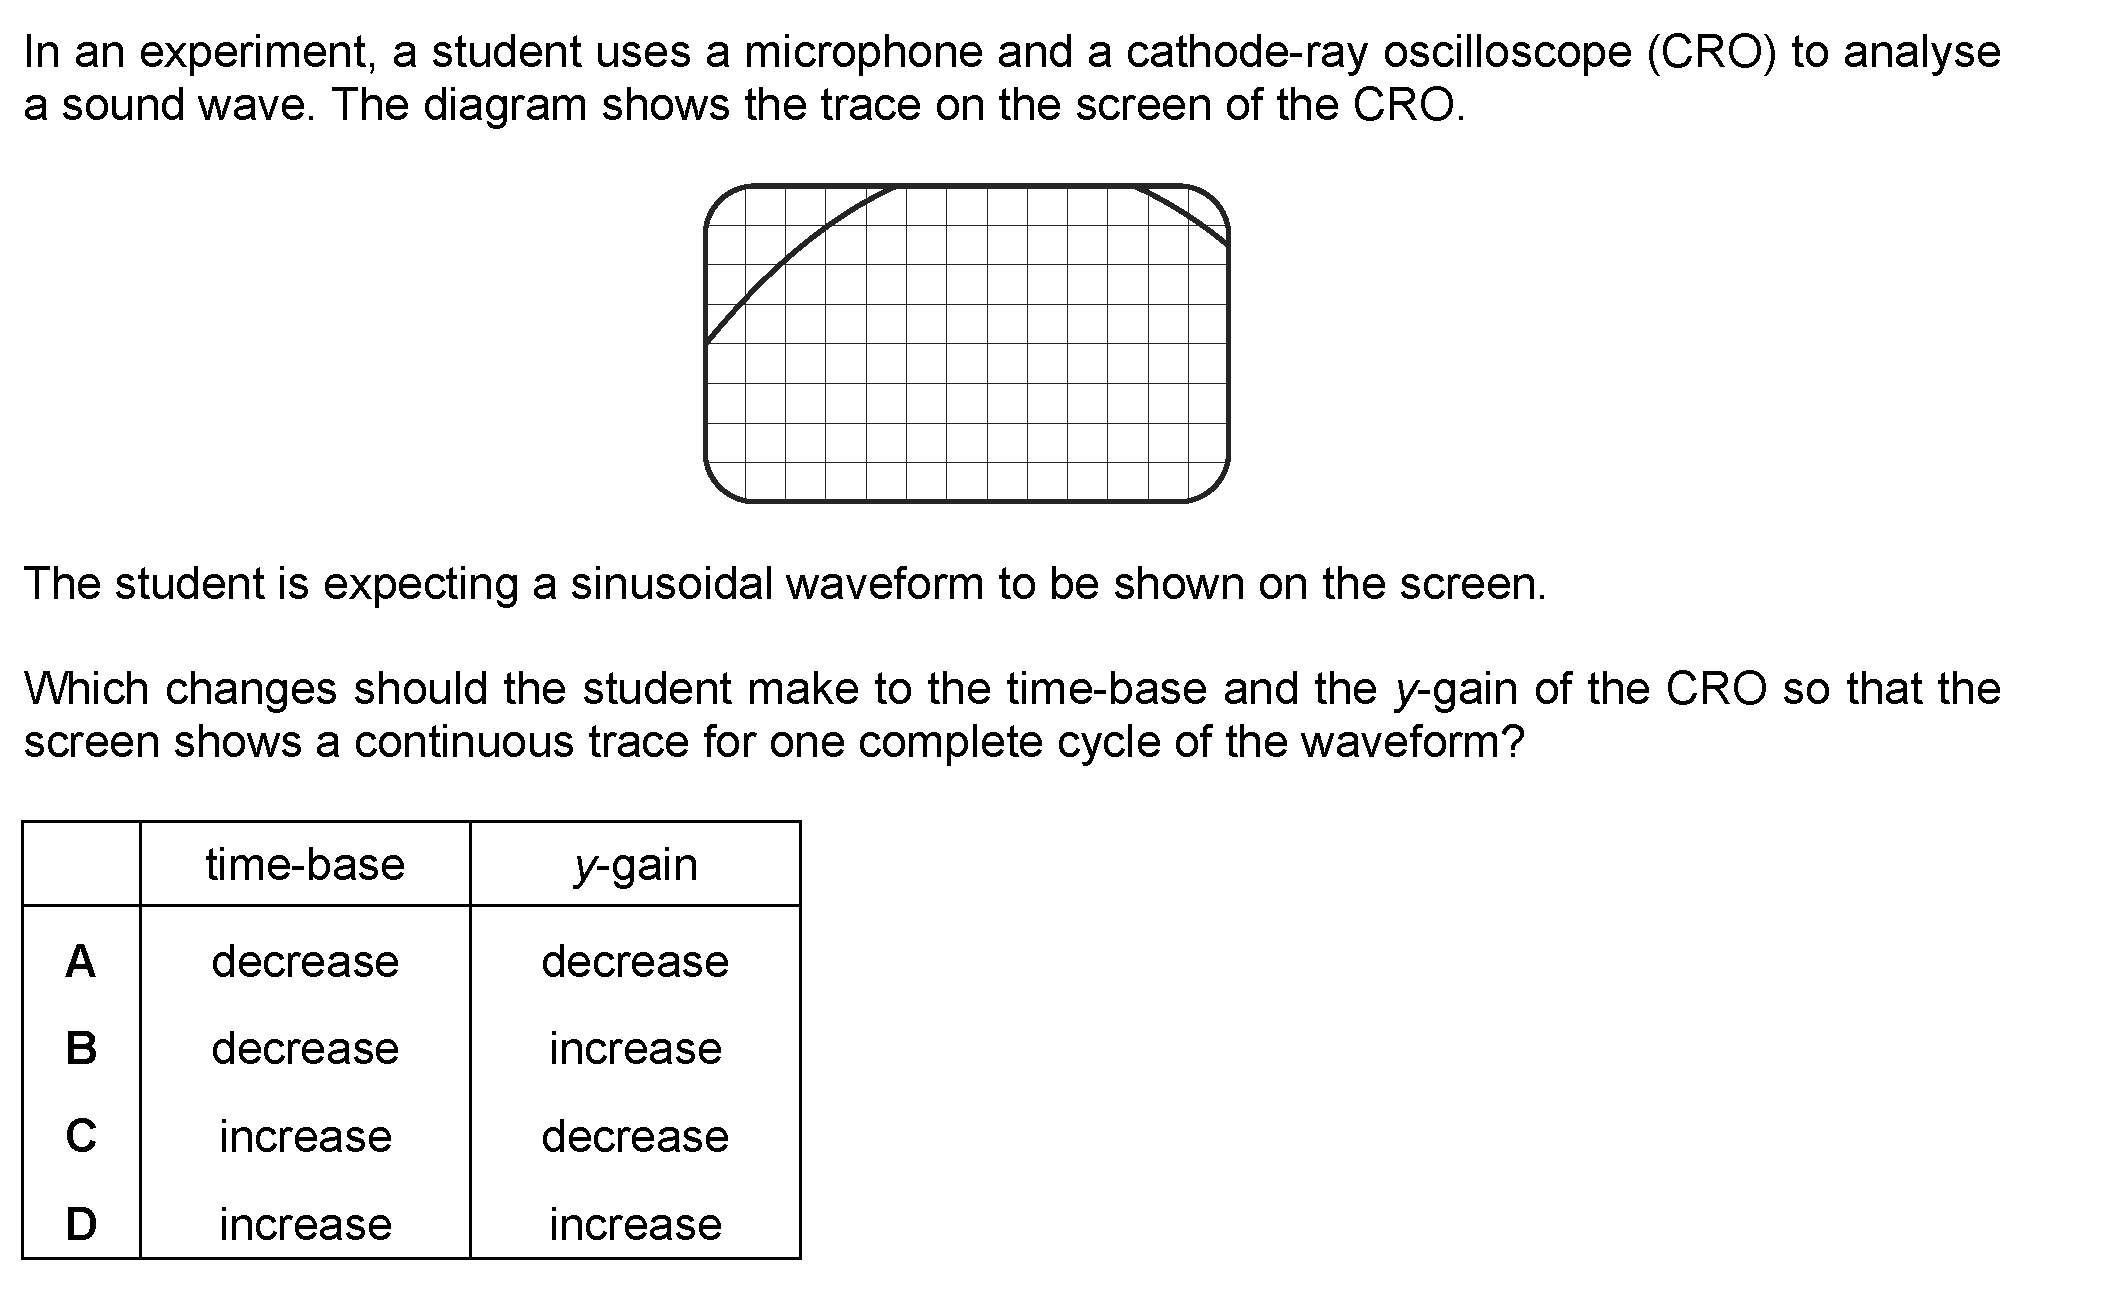 In an experiment, a student uses a microphone and a cathode-ray oscilloscope (CRO) to analyse
a sound wave. The diagram shows the trace on the screen of the CRO.
The student is expecting a sinusoidal waveform to be shown on the screen.
Which changes should the student make to the time-base and the y-gain of the CRO so that the
screen shows a continuous trace for one complete cycle of the waveform?
time-base y-gain
A decrease decrease
B decrease increase
C increase decrease
D increase increase